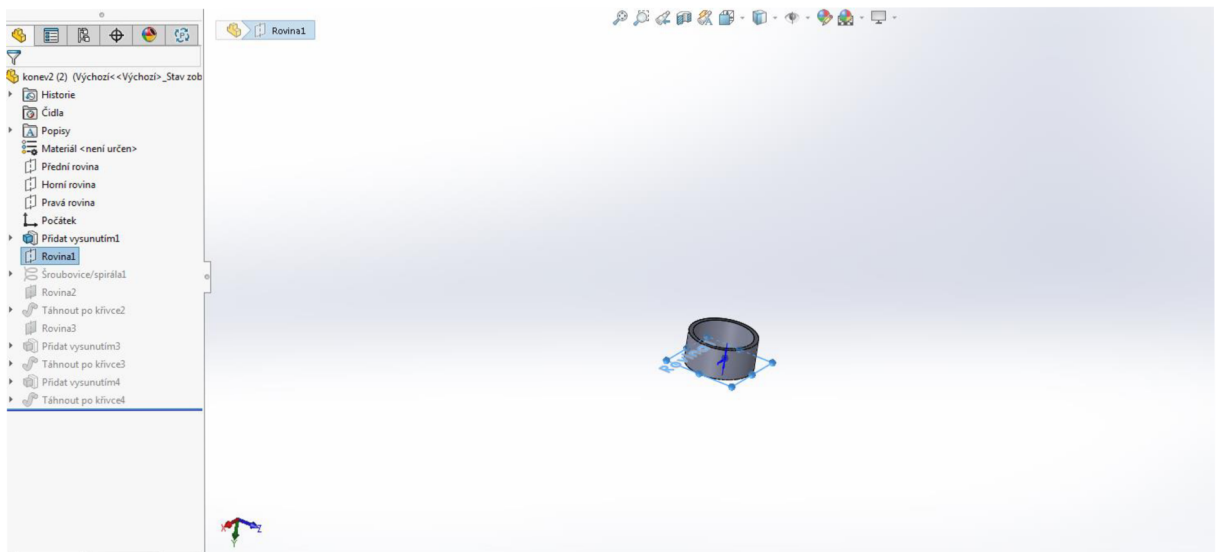 Rovina1
konev2 (2) (Výchozí<<Výchozí>_Stav zob
Historie
Čidla
Popisy
Materiál <není určen>
Přední rovina
Horní rovina
Pravá rovina
Počátek
Přidat vysunutím1
Rovina1
Šroubovice/spirála1
Rovina2
Táhnout po křivce2
Rovina3
Přidat vysunutím3
Táhnout po křivce3
Přidat vysunutím4
Táhnout po křivce4
Rovina1
X
Z
Y